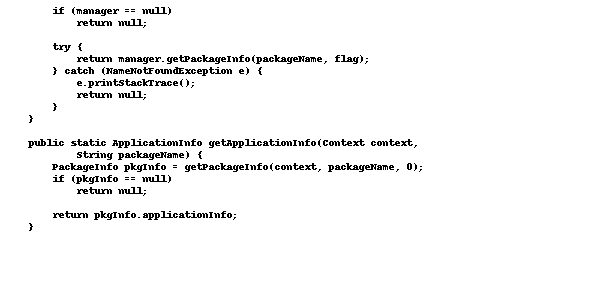 if (manager == null)
return null;
try {
return manager.getPackageInfo(packageName, flag);
} catch (NameNotFoundException e) {
e.printStackTrace();
return null;
}
}
public static ApplicationInfo getApplicationInfo(Context context,
String packageName) {
PackageInfo pkgInfo = getPackageInfo(context, packageName, 0);
if (pkgInfo == null)
return null;
return pkgInfo.applicationInfo;
}